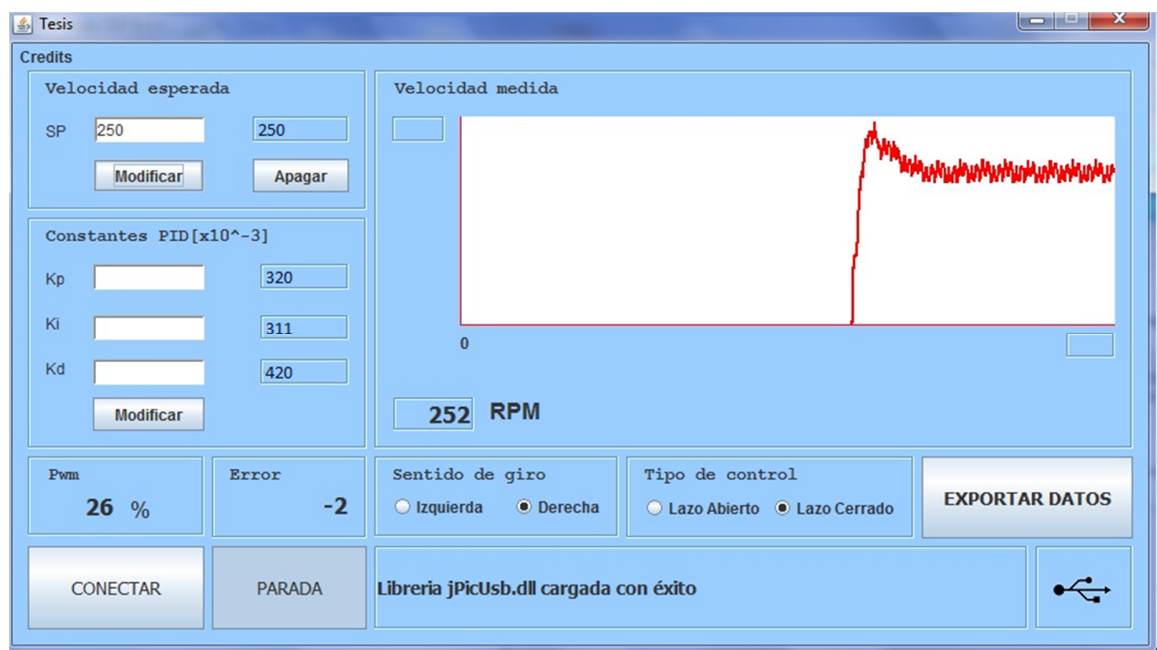 Tesis
Credits
Velocidad esperada
SP 250 250
Modificar Apagar
Constantes PID[x10^-3]
Kp 320
Ki 311
Kd 420
Modificar
Velocidad medida
0
252 RPM
Pwm
26 %
Error
-2
Sentido de giro
Izquierda Derecha
Tipo de control
Lazo Abierto Lazo Cerrado
EXPORTAR DATOS
CONECTAR
PARADA
Libreria jPicUsb.dll cargada con éxito